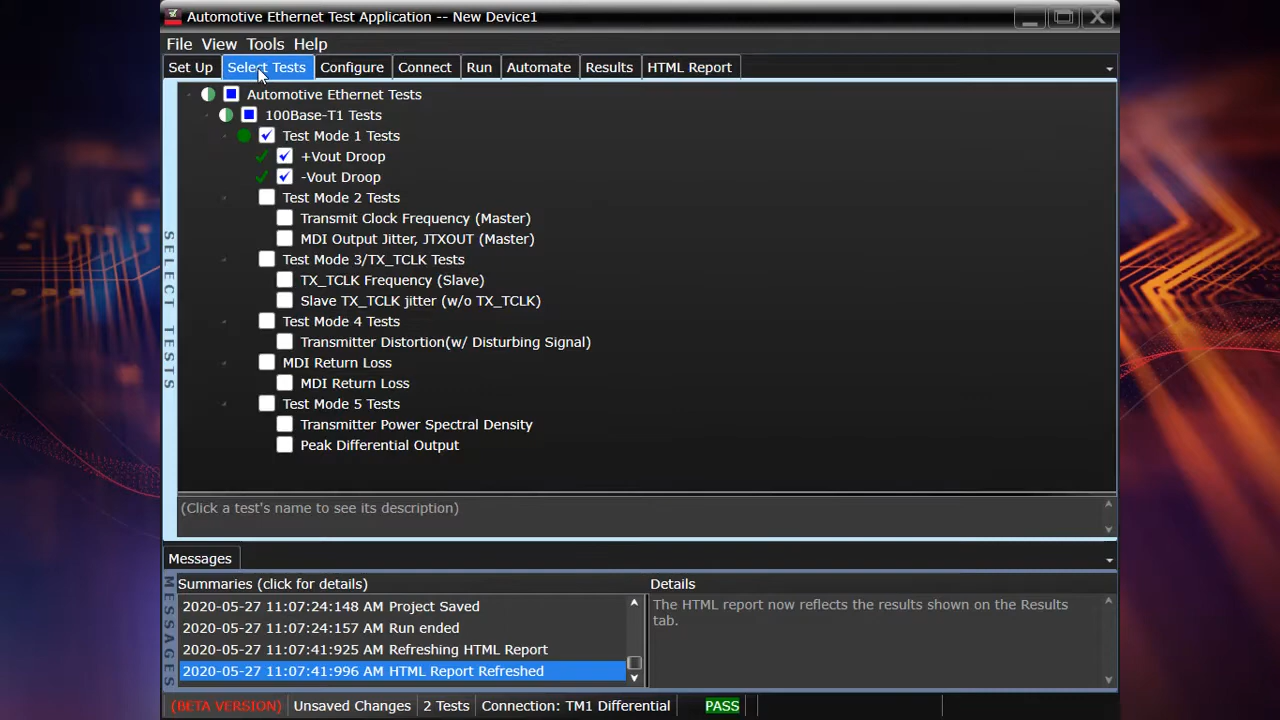 Automotive Ethernet Test Application -- New Device1
File View Tools Help
Set Up Select Tests Configure Connect Run Automate Results HTML Report
SELECT TESTS
Automotive Ethernet Tests
100Base-T1 Tests
Test Mode 1 Tests
+Vout Droop
-Vout Droop
Test Mode 2 Tests
Transmit Clock Frequency (Master)
MDI Output Jitter, JTXOUT (Master)
Test Mode 3/TX_TCLK Tests
TX_TCLK Frequency (Slave)
Slave TX_TCLK jitter (w/o TX_TCLK)
Test Mode 4 Tests
Transmitter Distortion(w/ Disturbing Signal)
MDI Return Loss
MDI Return Loss
Test Mode 5 Tests
Transmitter Power Spectral Density
Peak Differential Output
(Click a test's name to see its description)
Messages
MESSAGES
Summaries (click for details)
2020-05-27 11:07:24:148 AM Project Saved
2020-05-27 11:07:24:157 AM Run ended
2020-05-27 11:07:41:925 AM Refreshing HTML Report
2020-05-27 11:07:41:996 AM HTML Report Refreshed
Details
The HTML report now reflects the results shown on the Results
tab.
(BETA VERSION) Unsaved Changes 2 Tests Connection: TM1 Differential PASS